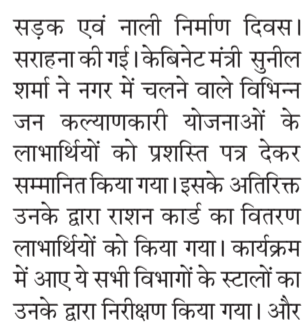 सड़क एवं नाली निर्माण दिवस।
सराहना की गई।केबिनेट मंत्री सुनील
शर्मा ने नगर में चलने वाले विभिन्न
जन कल्याणकारी योजनाओं के
लाभार्थियों को प्रशस्ति पत्र देकर
सम्मानित किया गया।इसके अतिरिक्त
उनके द्वारा राशन कार्ड का वितरण
लाभार्थियों को किया गया। कार्यक्रम
में आए ये सभी विभागों के स्टालों का
उनके द्वारा निरीक्षण किया गया। और